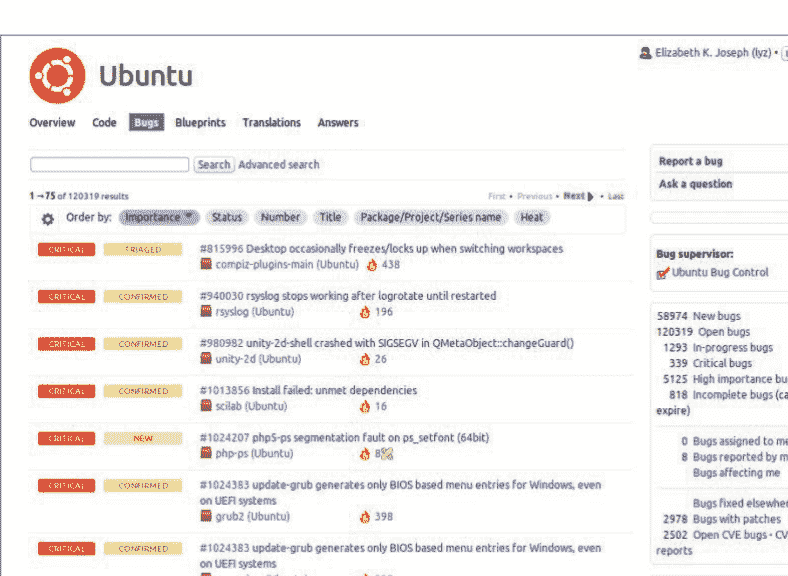 Elizabeth K. Joseph (lyz) •
Ubuntu
Overview Code Bugs Blueprints Translations Answers
Search Advanced search
1→75 of 120319 results
First • Previous • Next • Last
Order by: Importance Status Number Title Package/Project/Series name Heat
CRITICAL TRIAGED #815996 Desktop occasionally freezes/locks up when switching workspaces
compiz-plugins-main (Ubuntu) 438
CRITICAL CONFIRMED #940030 rsyslog stops working after logrotate until restarted
rsyslog (Ubuntu) 196
CRITICAL CONFIRMED #980982 unity-2d-shell crashed with SIGSEGV in QMetaObject::changeGuard()
unity-2d (Ubuntu) 26
CRITICAL CONFIRMED #1013856 Install failed: unmet dependencies
scilab (Ubuntu) 16
CRITICAL NEW #1024207 php5-ps segmentation fault on ps_setfont (64bit)
php-ps (Ubuntu) 8
CRITICAL CONFIRMED #1024383 update-grub generates only BIOS based menu entries for Windows, even
on UEFI systems
grub2 (Ubuntu) 398
CRITICAL CONFIRMED #1024383 update-grub generates only BIOS based menu entries for Windows, even
on UEFI systems
Report a bug
Ask a question
Bug supervisor:
Ubuntu Bug Control
58974 New bugs
120319 Open bugs
1293 In-progress bugs
339 Critical bugs
5125 High importance bu
818 Incomplete bugs (ca
expire)
0 Bugs assigned to me
8 Bugs reported by m
Bugs affecting me
Bugs fixed elsewher
2978 Bugs with patches
2502 Open CVE bugs • CV
reports